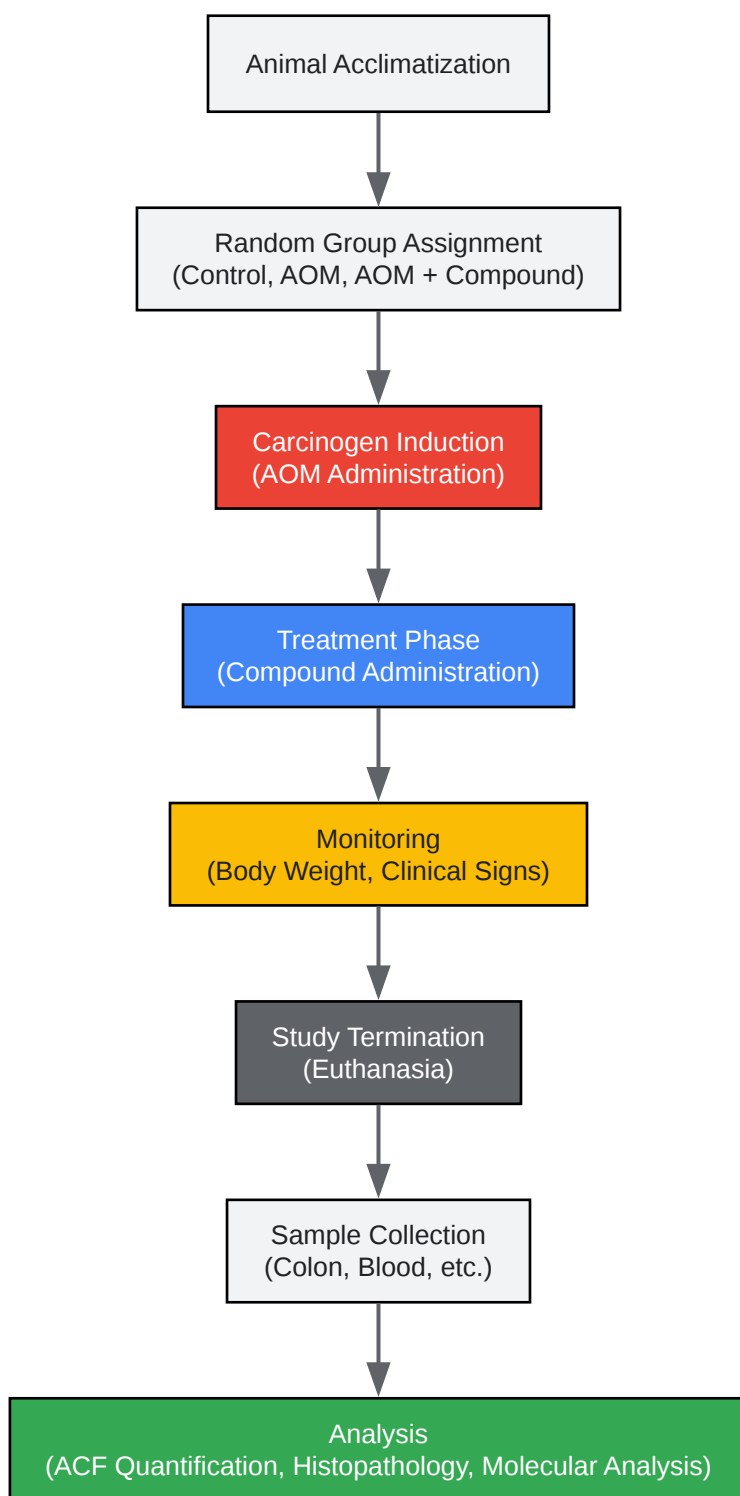 Animal Acclimatization
Random Group Assignment
(Control, AOM, AOM + Compound)
Carcinogen Induction
(AOM Administration)
Treatment Phase
(Compound Administration)
Monitoring
(Body Weight, Clinical Signs)
Study Termination
(Euthanasia)
Sample Collection
(Colon, Blood, etc.)
Analysis
(ACF Quantification, Histopathology, Molecular Analysis)